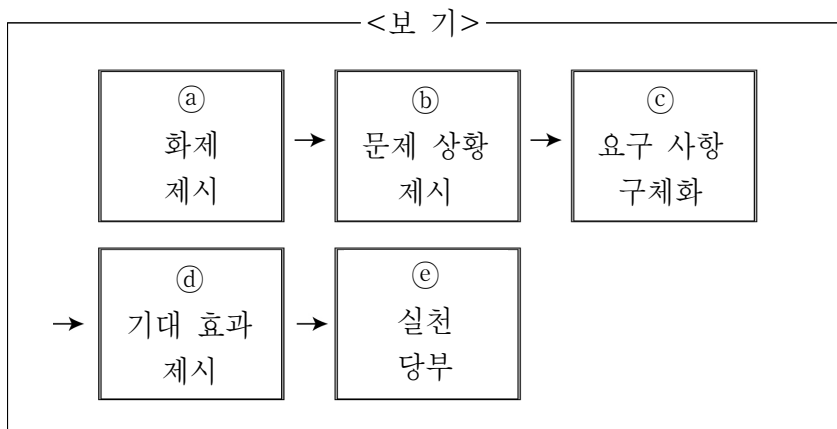 <보 기>
ⓐ
화제
제시
→
ⓑ
문제 상황
제시
→
ⓒ
요구 사항
구체화
→
ⓓ
기대 효과
제시
→
ⓔ
실천
당부